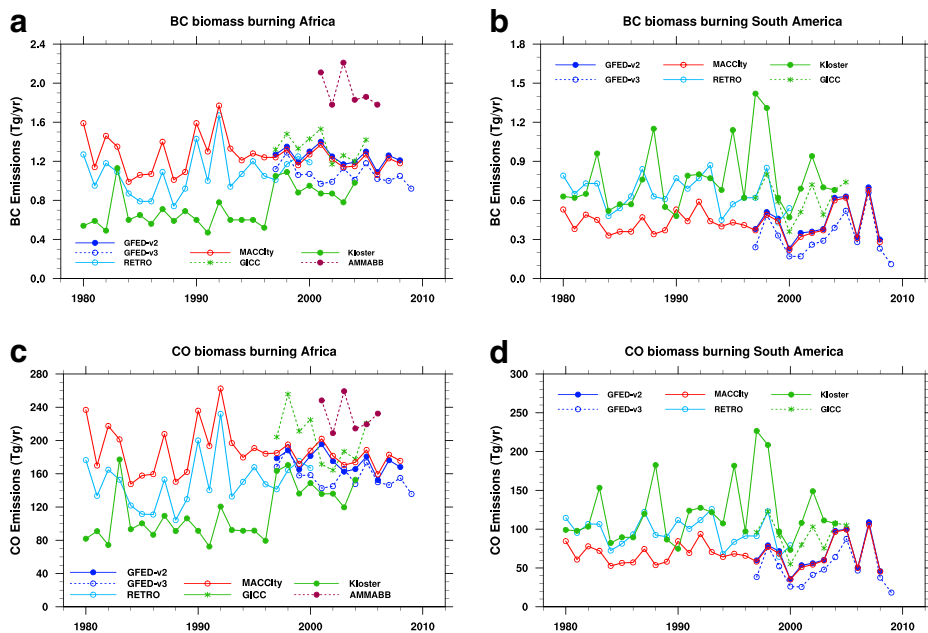 a
BC biomass burning Africa
BC Emissions (Tg/yr)
2.4
2.0
1.6
1.2
0.8
0.4
0.0
GFED-v2
GFED-v3
RETRO
MACCity
GICC
Kloster
AMMABB
1980
1990
2000
2010
b
BC biomass burning South America
BC Emissions (Tg/yr)
1.8
1.5
1.2
0.9
0.6
0.3
0.0
GFED-v2
GFED-v3
MACCity
RETRO
Kloster
GICC
1980
1990
2000
2010
c
CO biomass burning Africa
CO Emissions (Tg/yr)
280
240
200
160
120
80
40
0
GFED-v2
GFED-v3
RETRO
MACCity
GICC
Kloster
AMMABB
1980
1990
2000
2010
d
CO biomass burning South America
CO Emissions (Tg/yr)
300
250
200
150
100
50
0
GFED-v2
GFED-v3
MACCity
RETRO
Kloster
GICC
1980
1990
2000
2010